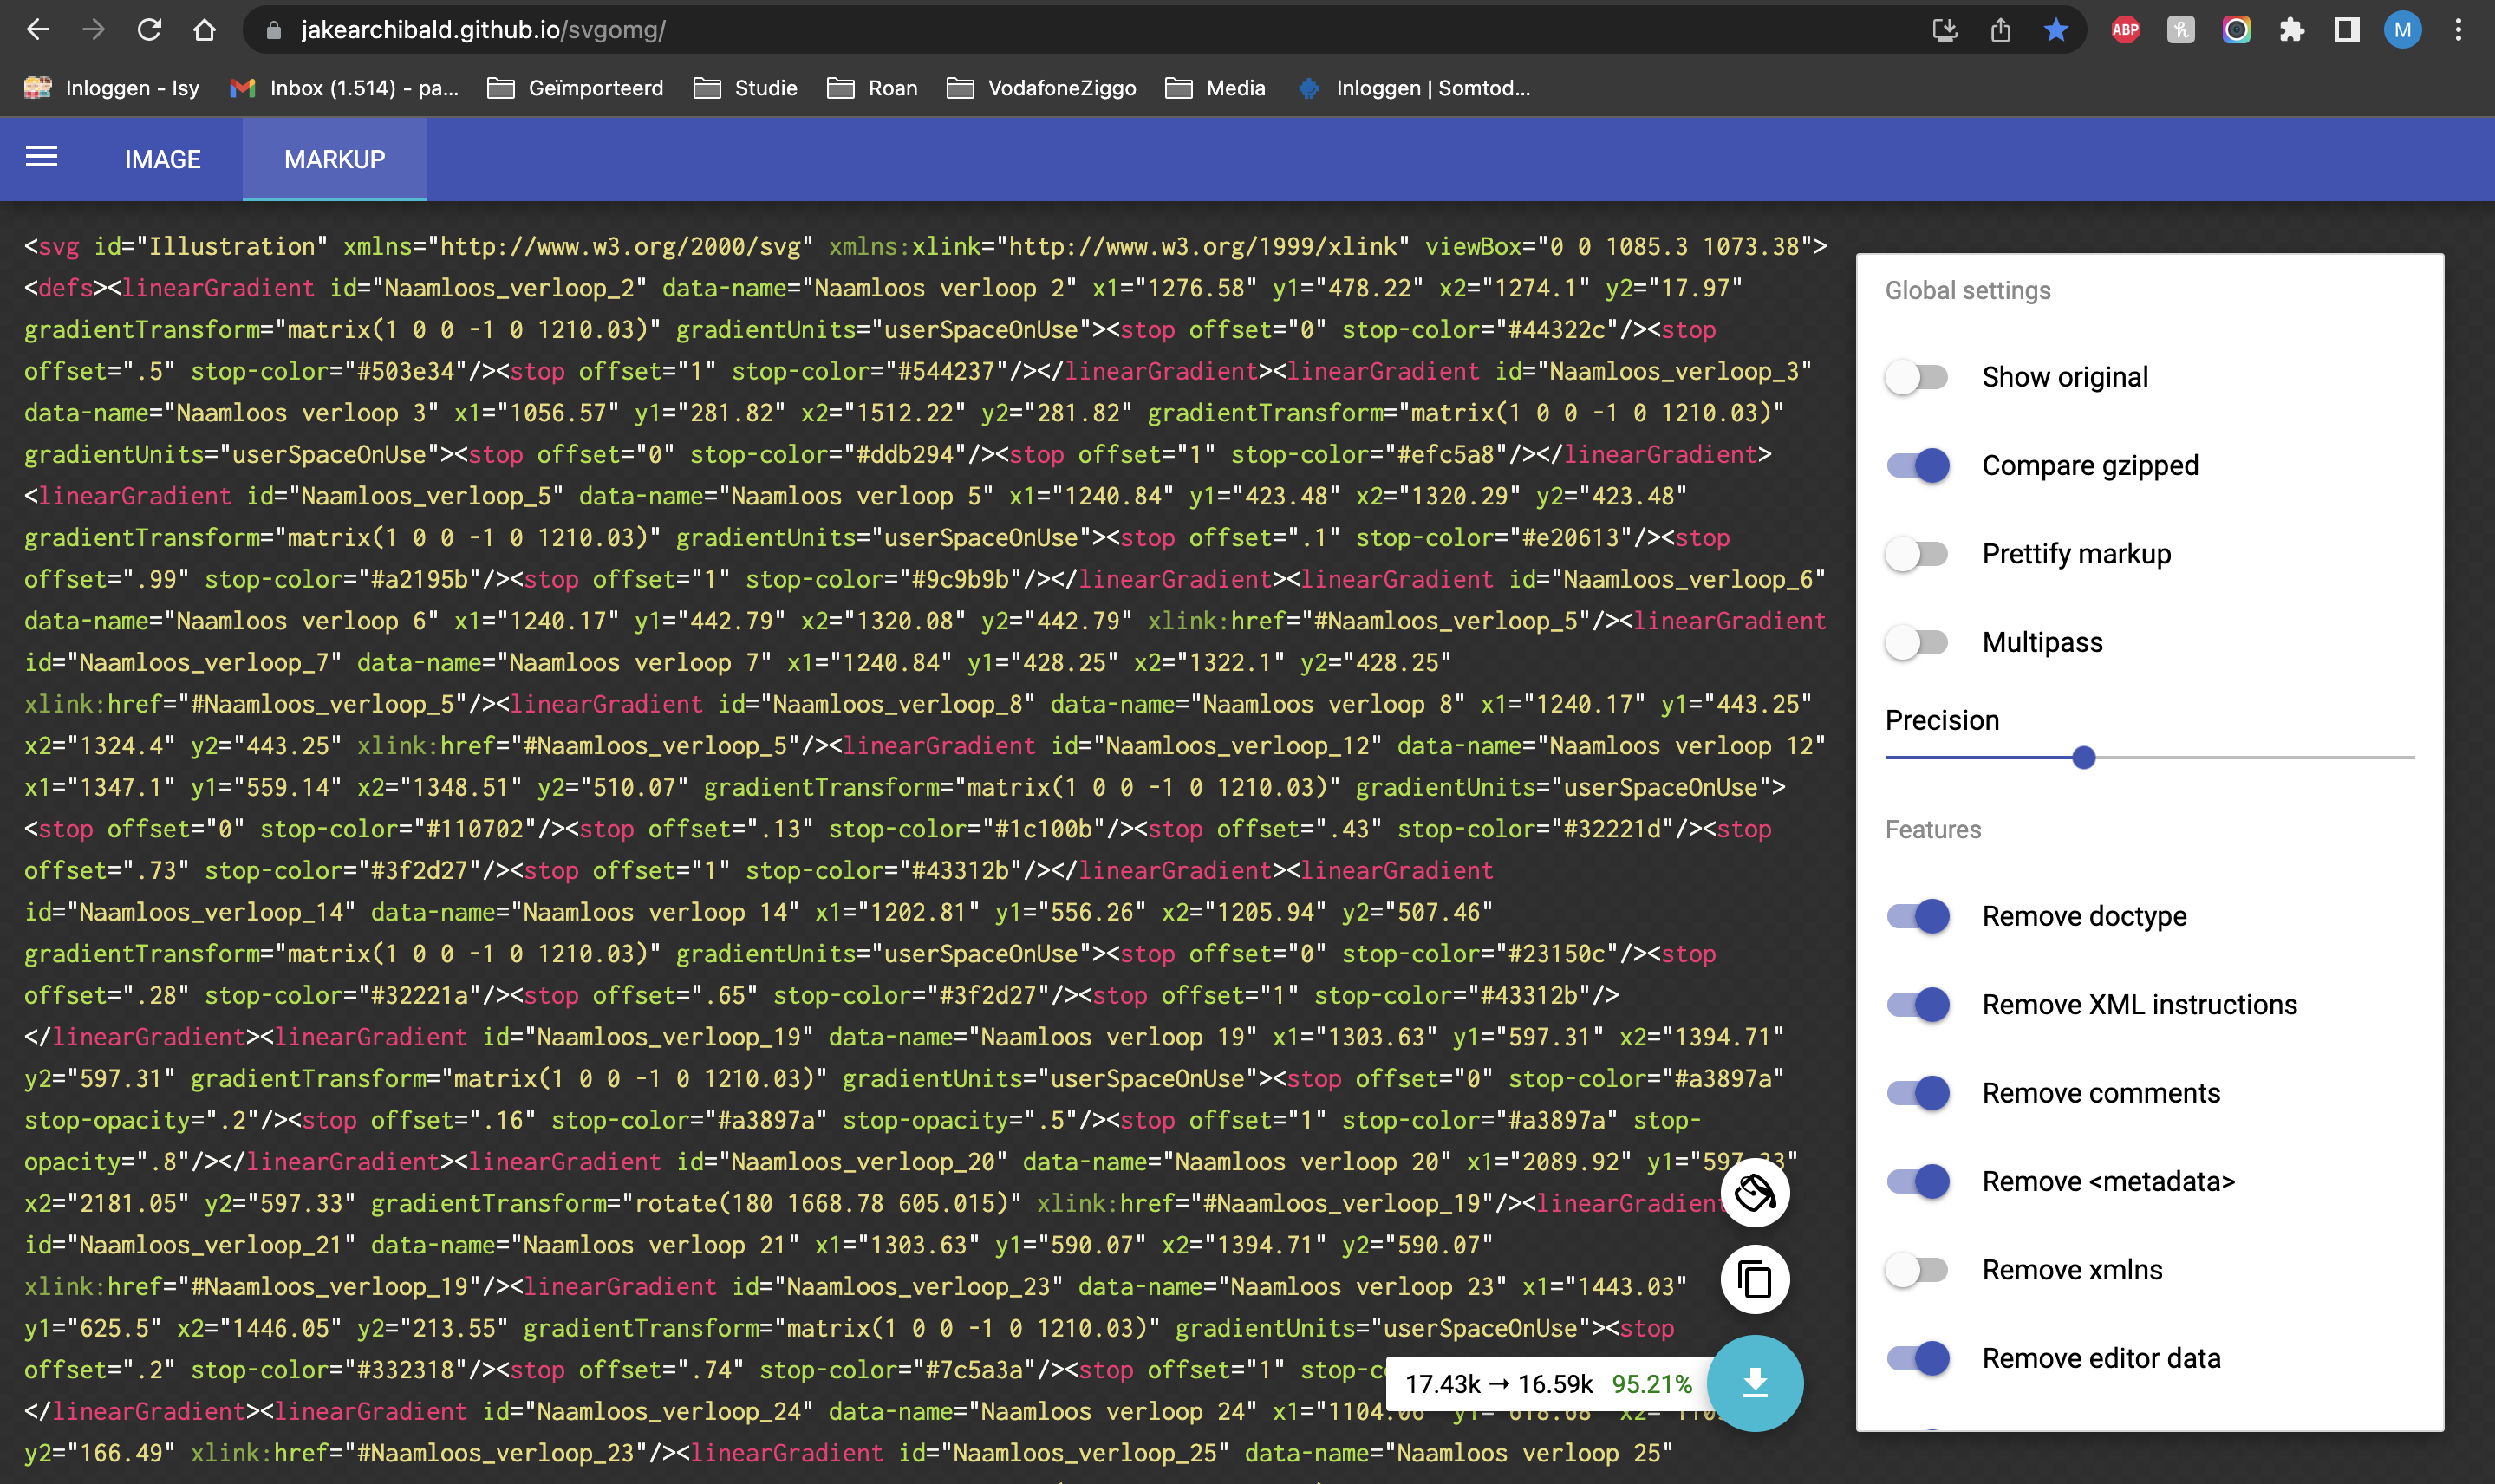 jakearchibald.github.io/svgomg/
ABP
M
Inloggen - Isy
Inbox (1.514) - pa...
Geïmporteerd
Studie
Roan
VodafoneZiggo
Media
Inloggen | Somtod...
IMAGE
MARKUP
<svg id="Illustration" xmlns="http://www.w3.org/2000/svg" xmlns:xlink="http://www.w3.org/1999/xlink" viewBox="0 0 1085.3 1073.38">
<defs><linearGradient id="Naamloos_verloop_2" data-name="Naamloos verloop 2" x1="1276.58" y1="478.22" x2="1274.1" y2="17.97"
gradientTransform="matrix(1 0 0 -1 0 1210.03)" gradientUnits="userSpaceOnUse"><stop offset="0" stop-color="#44322c"/><stop
offset=".5" stop-color="#503e34"/><stop offset="1" stop-color="#544237"/></linearGradient><linearGradient id="Naamloos_verloop_3"
data-name="Naamloos verloop 3" x1="1056.57" y1="281.82" x2="1512.22" y2="281.82" gradientTransform="matrix(1 0 0 -1 0 1210.03)"
gradientUnits="userSpaceOnUse"><stop offset="0" stop-color="#ddb294"/><stop offset="1" stop-color="#efc5a8"/></linearGradient>
<linearGradient id="Naamloos_verloop_5" data-name="Naamloos verloop 5" x1="1240.84" y1="423.48" x2="1320.29" y2="423.48"
gradientTransform="matrix(1 0 0 -1 0 1210.03)" gradientUnits="userSpaceOnUse"><stop offset=".1" stop-color="#e20613"/><stop
offset=".99" stop-color="#a2195b"/><stop offset="1" stop-color="#9c9b9b"/></linearGradient><linearGradient id="Naamloos_verloop_6"
data-name="Naamloos verloop 6" x1="1240.17" y1="442.79" x2="1320.08" y2="442.79" xlink:href="#Naamloos_verloop_5"/><linearGradient
id="Naamloos_verloop_7" data-name="Naamloos verloop 7" x1="1240.84" y1="428.25" x2="1322.1" y2="428.25"
xlink:href="#Naamloos_verloop_5"/><linearGradient id="Naamloos_verloop_8" data-name="Naamloos verloop 8" x1="1240.17" y1="443.25"
x2="1324.4" y2="443.25" xlink:href="#Naamloos_verloop_5"/><linearGradient id="Naamloos_verloop_12" data-name="Naamloos verloop 12"
x1="1347.1" y1="559.14" x2="1348.51" y2="510.07" gradientTransform="matrix(1 0 0 -1 0 1210.03)" gradientUnits="userSpaceOnUse">
<stop offset="0" stop-color="#110702"/><stop offset=".13" stop-color="#1c100b"/><stop offset=".43" stop-color="#32221d"/><stop
offset=".73" stop-color="#3f2d27"/><stop offset="1" stop-color="#43312b"/></linearGradient><linearGradient
id="Naamloos_verloop_14" data-name="Naamloos verloop 14" x1="1202.81" y1="556.26" x2="1205.94" y2="507.46"
gradientTransform="matrix(1 0 0 -1 0 1210.03)" gradientUnits="userSpaceOnUse"><stop offset="0" stop-color="#23150c"/><stop
offset=".28" stop-color="#32221a"/><stop offset=".65" stop-color="#3f2d27"/><stop offset="1" stop-color="#43312b"/>
</linearGradient><linearGradient id="Naamloos_verloop_19" data-name="Naamloos verloop 19" x1="1303.63" y1="597.31" x2="1394.71"
y2="597.31" gradientTransform="matrix(1 0 0 -1 0 1210.03)" gradientUnits="userSpaceOnUse"><stop offset="0" stop-color="#a3897a"
stop-opacity=".2"/><stop offset=".16" stop-color="#a3897a" stop-opacity=".5"/><stop offset="1" stop-color="#a3897a" stop-
opacity=".8"/></linearGradient><linearGradient id="Naamloos_verloop_20" data-name="Naamloos verloop 20" x1="2089.92" y1="597.33"
x2="2181.05" y2="597.33" gradientTransform="rotate(180 1668.78 605.015)" xlink:href="#Naamloos_verloop_19"/><linearGradient
id="Naamloos_verloop_21" data-name="Naamloos verloop 21" x1="1303.63" y1="590.07" x2="1394.71" y2="590.07"
xlink:href="#Naamloos_verloop_19"/><linearGradient id="Naamloos_verloop_23" data-name="Naamloos verloop 23" x1="1443.03"
y1="625.5" x2="1446.05" y2="213.55" gradientTransform="matrix(1 0 0 -1 0 1210.03)" gradientUnits="userSpaceOnUse"><stop
offset=".2" stop-color="#332318"/><stop offset=".74" stop-color="#7c5a3a"/><stop offset="1" stop-c
</linearGradient><linearGradient id="Naamloos_verloop_24" data-name="Naamloos verloop 24" x1="1104.06" y1="618.68" x2="
y2="166.49" xlink:href="#Naamloos_verloop_23"/><linearGradient id="Naamloos_verloop_25" data-name="Naamloos verloop 25"
17.43k → 16.59k 95.21%
Global settings
Show original
Compare gzipped
Prettify markup
Multipass
Precision
Features
Remove doctype
Remove XML instructions
Remove comments
Remove <metadata>
Remove xmlns
Remove editor data